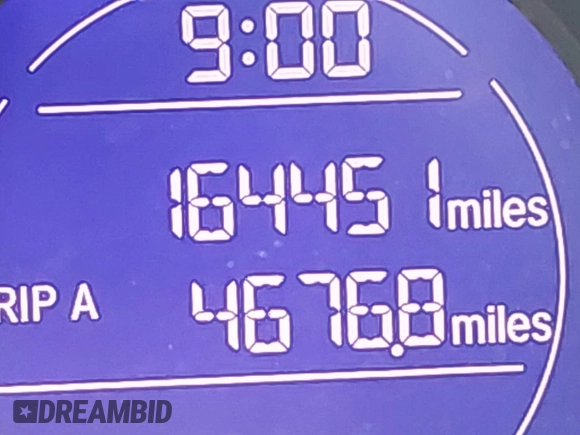 9:00
164451 miles
RIP A 4676.8 miles
DREAMBID